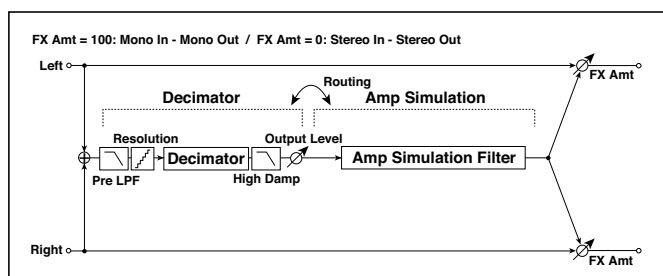 FX Amt = 100: Mono In - Mono Out / FX Amt = 0: Stereo In - Stereo Out
Left
FX Amt
Routing
Decimator
Amp Simulation
Resolution
Output Level
Decimator
Amp Simulation Filter
Pre LPF
High Damp
Right
FX Amt